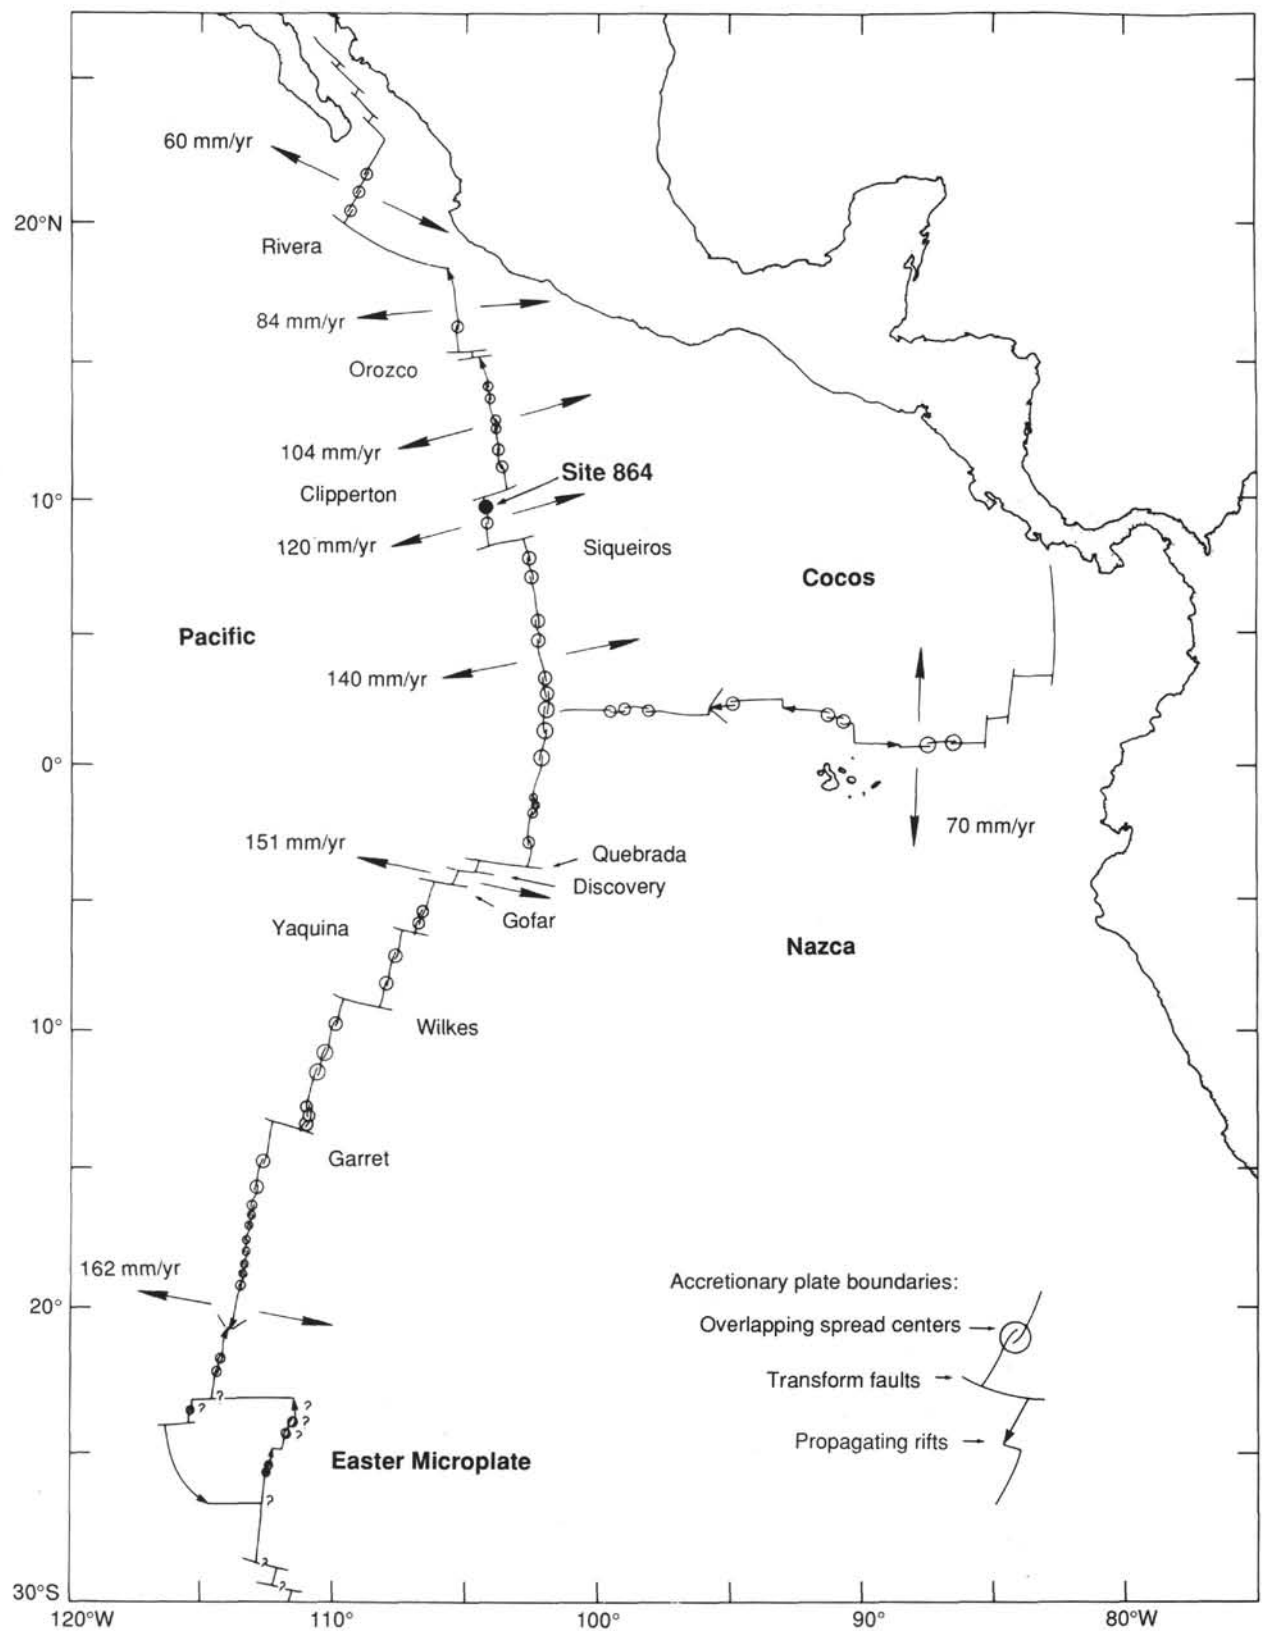 60 mm/yr
20°N
Rivera
84 mm/yr
Orozco
104 mm/yr
Site 864
Clipperton
10°
120 mm/yr
Siqueiros
Cocos
Pacific
140 mm/yr
0°
70 mm/yr
151 mm/yr
Quebrada
Discovery
Gofar
Yaquina
Nazca
10°
Wilkes
Garret
162 mm/yr
Accretionary plate boundaries:
20°
Overlapping spread centers
Transform faults
?
?
?
?
?
Propagating rifts
Easter Microplate
?
?
?
30°S
120°W
110°
100°
90°
80°W